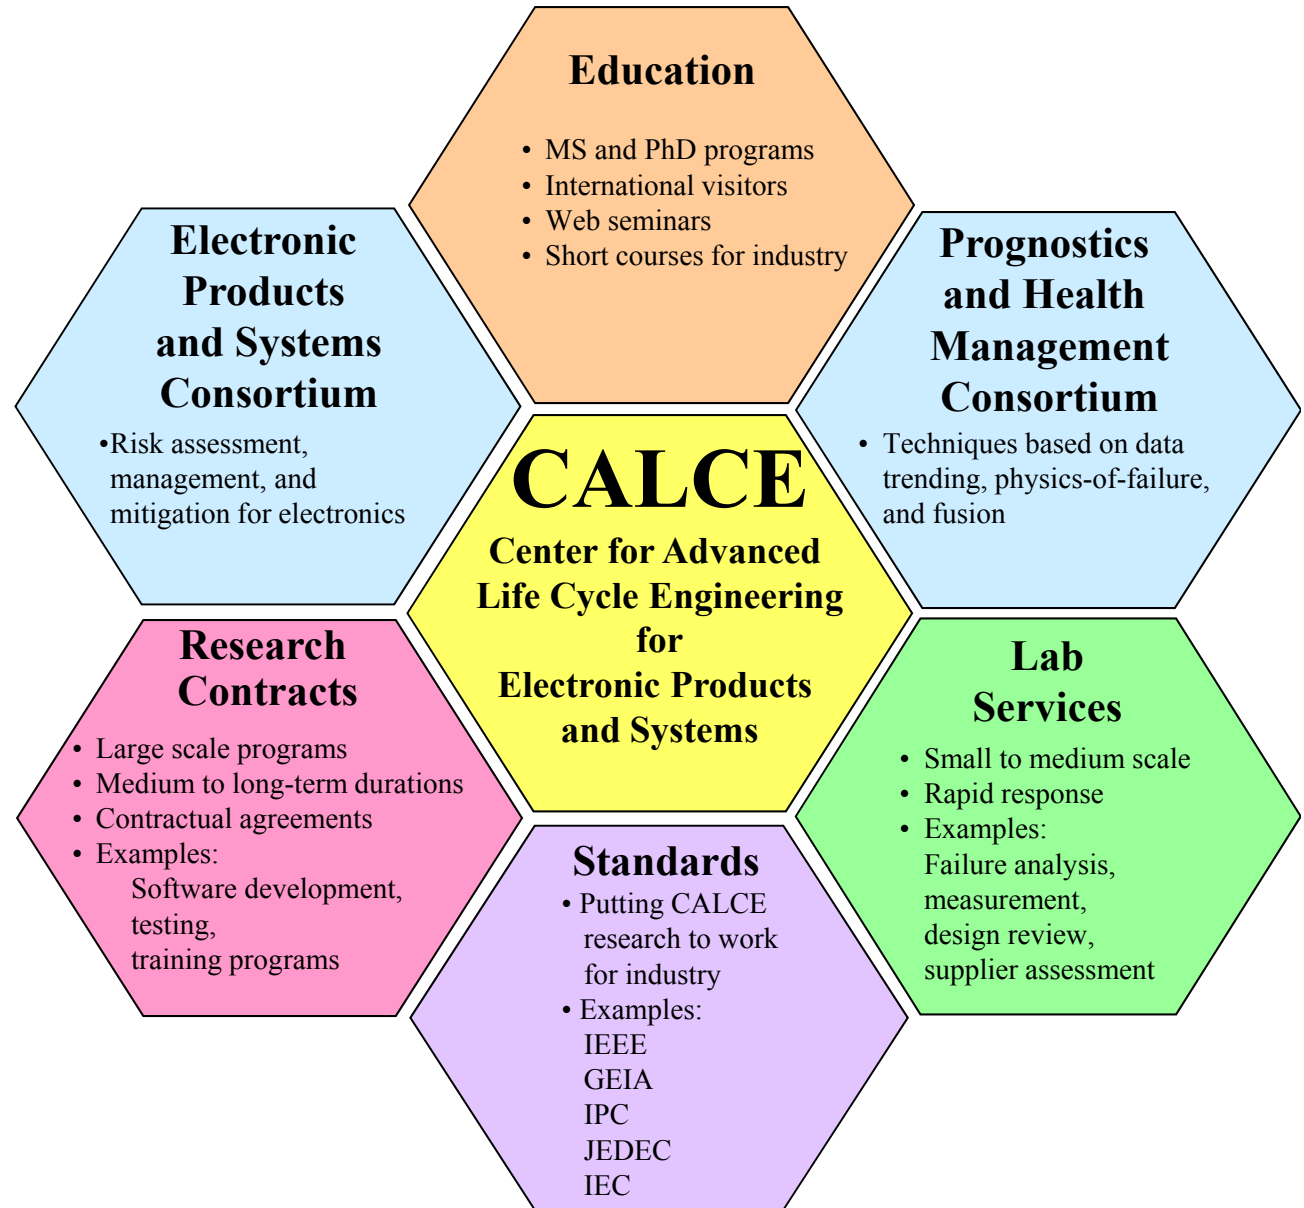 Education
• MS and PhD programs
• International visitors
• Web seminars
• Short courses for industry
Electronic
Products
and Systems
Consortium
•Risk assessment,
management, and
mitigation for electronics
Prognostics
and Health
Management
Consortium
• Techniques based on data
trending, physics-of-failure,
and fusion
CALCE
Center for Advanced
Life Cycle Engineering
for
Electronic Products
and Systems
Research
Contracts
• Large scale programs
• Medium to long-term durations
• Contractual agreements
• Examples:
Software development,
testing,
training programs
Lab
Services
• Small to medium scale
• Rapid response
• Examples:
Failure analysis,
measurement,
design review,
supplier assessment
Standards
• Putting CALCE
research to work
for industry
• Examples:
IEEE
GEIA
IPC
JEDEC
IEC